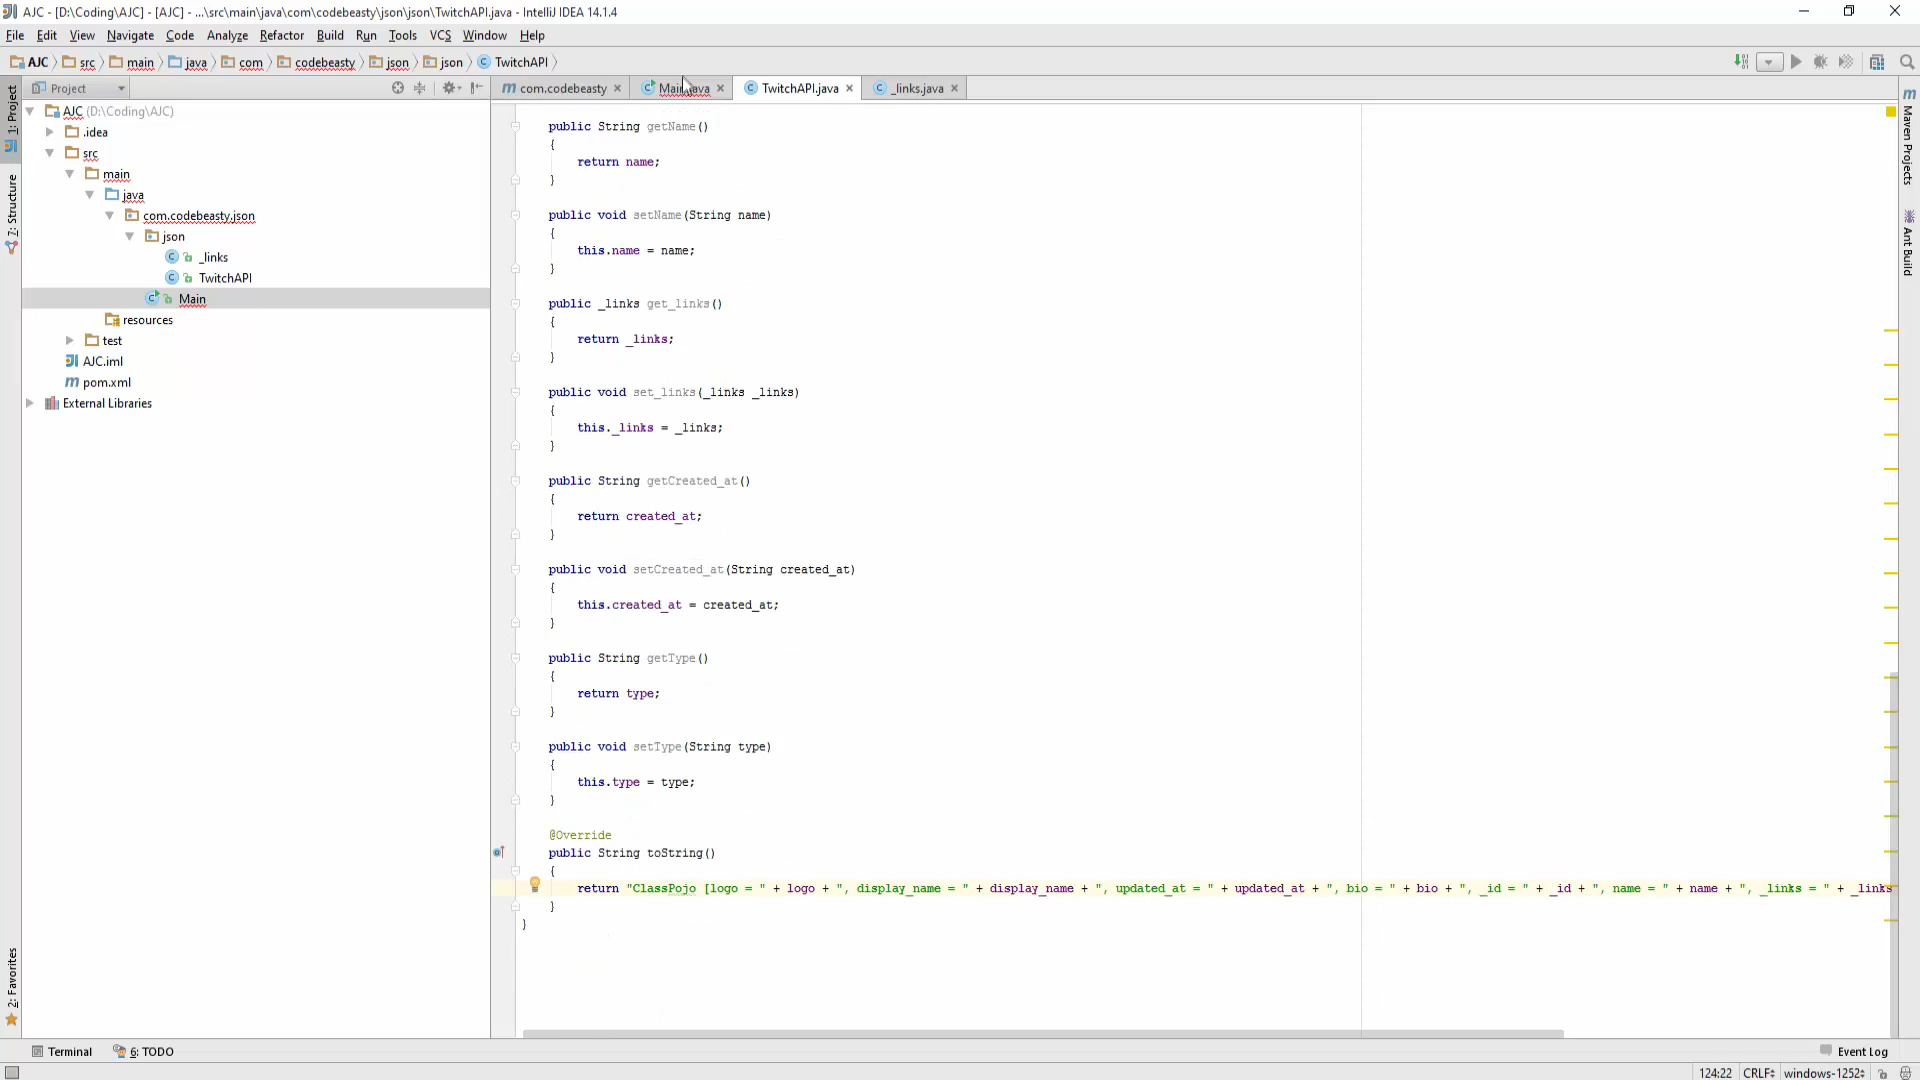 AJC - [D:\Coding\AJC] - [AJC] - ...\src\main\java\com\codebeasty\json\json\TwitchAPI.java - IntelliJ IDEA 14.1.4
File Edit View Navigate Code Analyze Refactor Build Run Tools VCS Window Help
AJC src main java com codebeasty json json TwitchAPI
Project
com.codebeasty Main.java TwitchAPI.java _links.java
1: Project
7: Structure
2: Favorites
AJC (D:\Coding\AJC)
.idea
src
main
java
com.codebeasty.json
json
_links
TwitchAPI
Main
resources
test
AJC.iml
pom.xml
External Libraries
public String getName()
{
return name;
}
public void setName(String name)
{
this.name = name;
}
public _links get_links()
{
return _links;
}
public void set_links(_links _links)
{
this._links = _links;
}
public String getCreated_at()
{
return created_at;
}
public void setCreated_at(String created_at)
{
this.created_at = created_at;
}
public String getType()
{
return type;
}
public void setType(String type)
{
this.type = type;
}
@Override
public String toString()
{
return "ClassPojo [logo = " + logo + ", display_name = " + display_name + ", updated_at = " + updated_at + ", bio = " + bio + ", _id = " + _id + ", name = " + name + ", _links = " + _links
}
}
Maven Projects
Ant Build
Terminal 6: TODO Event Log
124:22 CRLF windows-1252